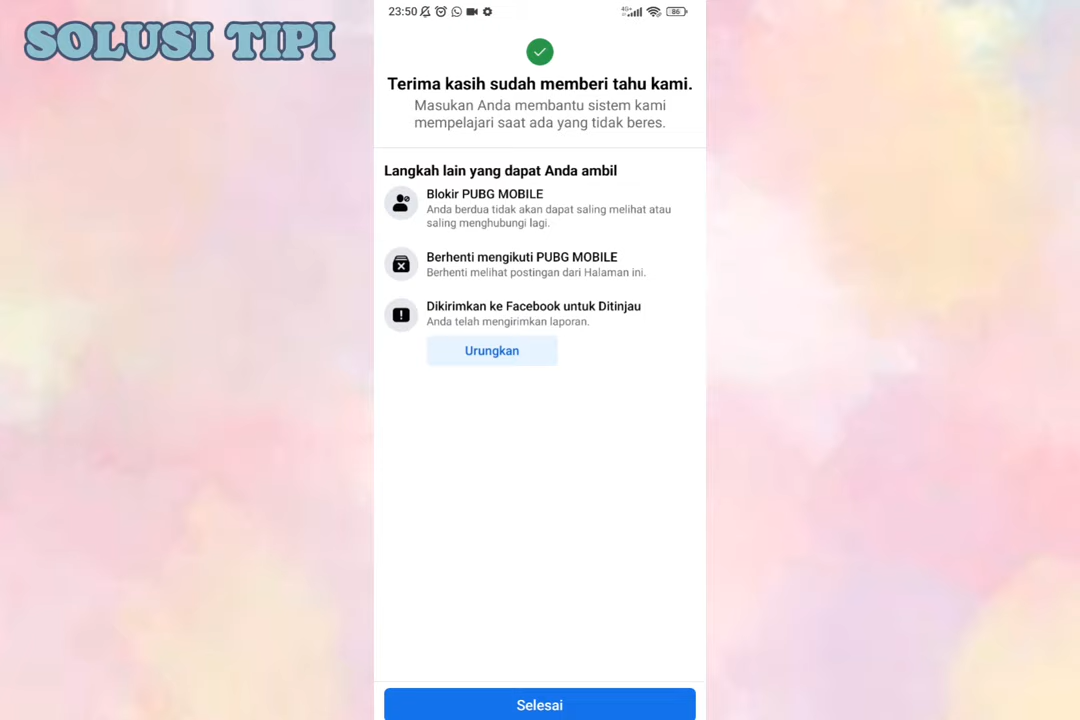 SOLUSI TIPI
23:50
4G+
86
Terima kasih sudah memberi tahu kami.
Masukan Anda membantu sistem kami
mempelajari saat ada yang tidak beres.
Langkah lain yang dapat Anda ambil
Blokir PUBG MOBILE
Anda berdua tidak akan dapat saling melihat atau
saling menghubungi lagi.
Berhenti mengikuti PUBG MOBILE
Berhenti melihat postingan dari Halaman ini.
Dikirimkan ke Facebook untuk Ditinjau
Anda telah mengirimkan laporan.
Urungkan
Selesai